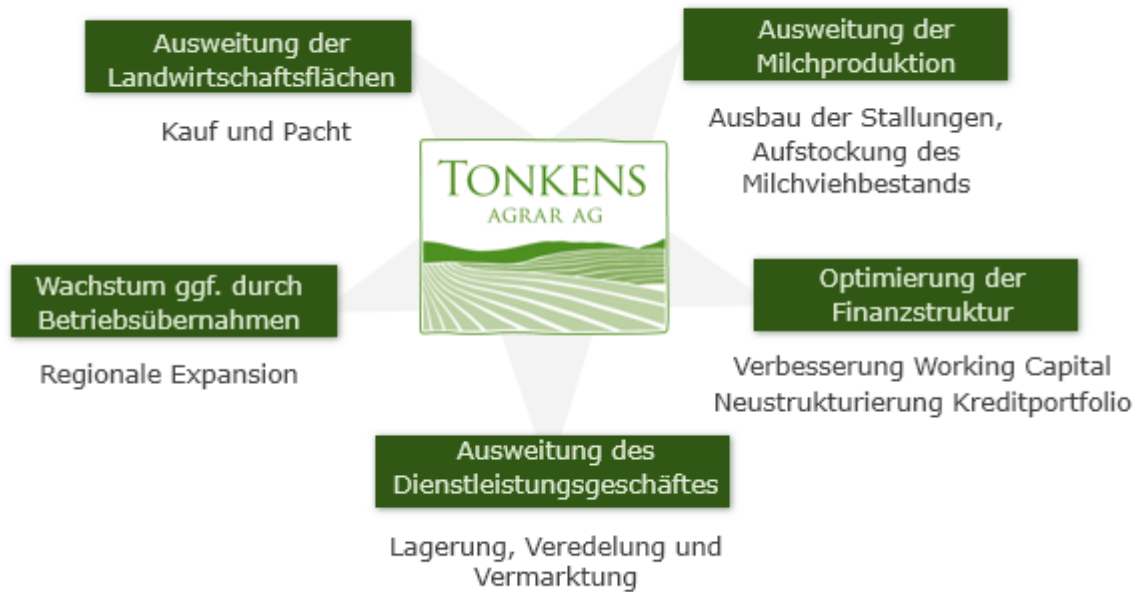 Ausweitung der
Landwirtschaftsflächen
Kauf und Pacht
Ausweitung der
Milchproduktion
Ausbau der Stallungen,
Aufstockung des
Milchviehbestands
TONKENS
AGRAR AG
Wachstum ggf. durch
Betriebsübernahmen
Regionale Expansion
Optimierung der
Finanzstruktur
Verbesserung Working Capital
Neustrukturierung Kreditportfolio
Ausweitung des
Dienstleistungsgeschäftes
Lagerung, Veredelung und
Vermarktung